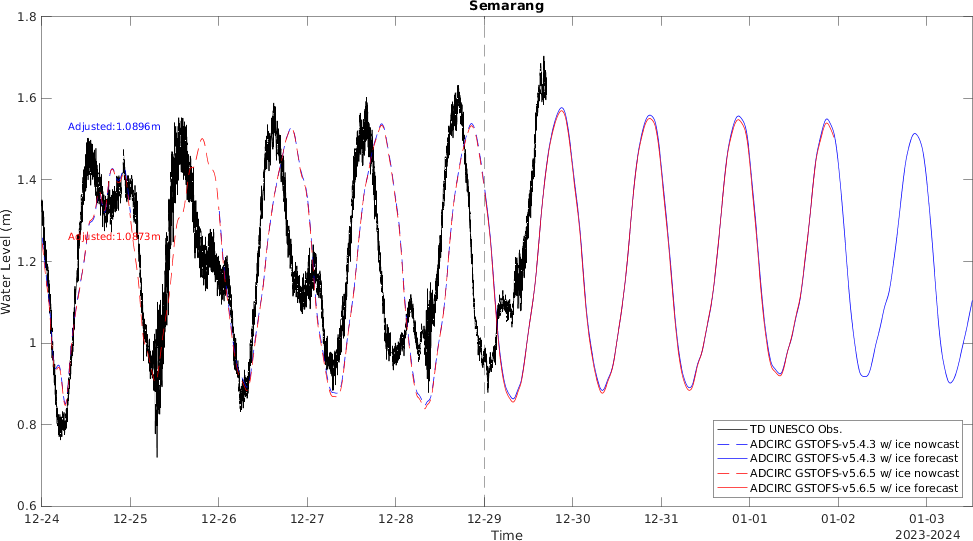 Semarang
1.8
1.6
1.4
1.2
1
0.8
0.6
Water Level (m)
Adjusted:1.0896m
Adjusted:1.0873m
TD UNESCO Obs.
ADCIRC GSTOFS-v5.4.3 w/ ice nowcast
ADCIRC GSTOFS-v5.4.3 w/ ice forecast
ADCIRC GSTOFS-v5.6.5 w/ ice nowcast
ADCIRC GSTOFS-v5.6.5 w/ ice forecast
12-24 12-25 12-26 12-27 12-28 12-29 12-30 12-31 01-01 01-02 01-03
Time
2023-2024